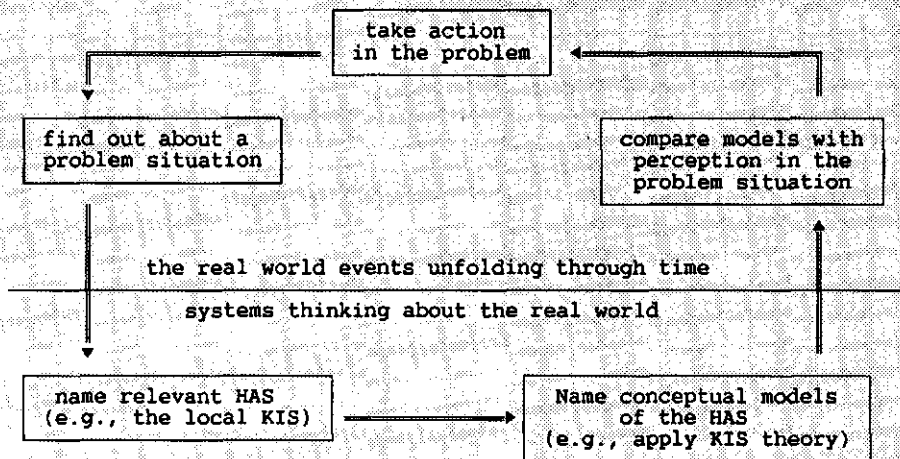 take action
in the problem
find out about a
problem situation
compare models with
perception in the
problem situation
the real world events unfolding through time
systems thinking about the real world
name relevant HAS
(e.g., the local KIS)
Name conceptual models
of the HAS
(e.g., apply KIS theory)